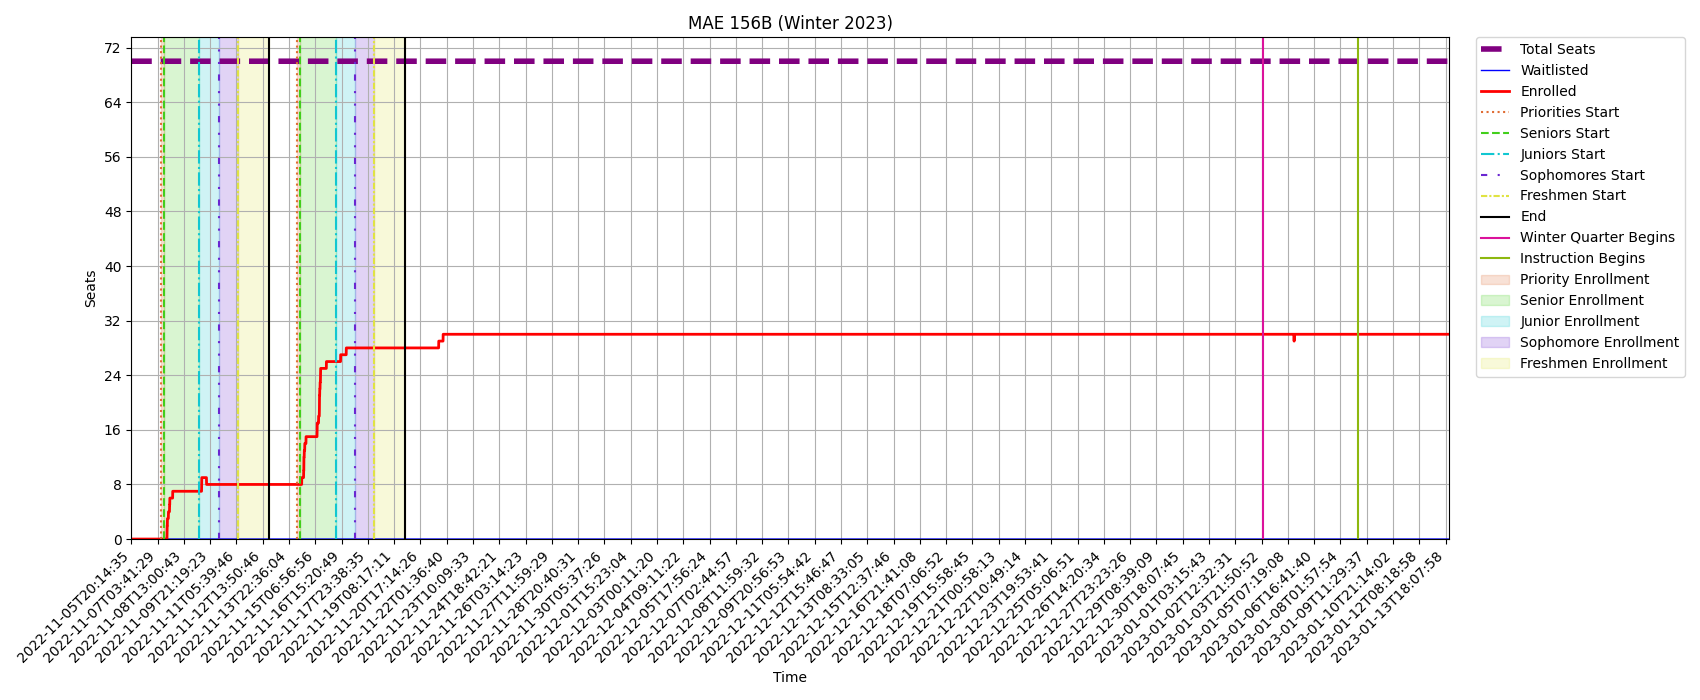 MAE 156B (Winter 2023)
72
64
56
48
40
32
24
16
8
0
Seats
2022-11-05T20:14:35
2022-11-07T03:41:29
2022-11-08T13:00:43
2022-11-09T21:19:23
2022-11-11T05:39:46
2022-11-12T13:50:46
2022-11-13T22:36:04
2022-11-15T06:56:56
2022-11-16T15:20:49
2022-11-17T23:38:35
2022-11-19T08:17:11
2022-11-20T17:14:26
2022-11-22T01:36:40
2022-11-23T10:09:33
2022-11-24T18:42:21
2022-11-26T03:14:23
2022-11-27T11:59:29
2022-11-28T20:40:31
2022-11-30T05:37:26
2022-12-01T15:23:04
2022-12-03T00:11:20
2022-12-04T09:11:22
2022-12-05T17:56:24
2022-12-07T02:44:57
2022-12-08T11:59:32
2022-12-09T20:56:53
2022-12-11T05:54:42
2022-12-12T15:46:47
2022-12-13T08:33:05
2022-12-15T12:37:46
2022-12-16T21:41:08
2022-12-18T07:06:52
2022-12-19T15:58:45
2022-12-21T00:58:13
2022-12-22T10:49:14
2022-12-23T19:53:41
2022-12-25T05:06:51
2022-12-26T14:20:34
2022-12-27T23:23:26
2022-12-29T08:39:09
2022-12-30T18:07:45
2023-01-01T03:15:43
2023-01-02T12:32:31
2023-01-03T21:50:52
2023-01-05T07:19:08
2023-01-06T16:41:40
2023-01-08T01:57:54
2023-01-09T11:29:37
2023-01-10T21:14:02
2023-01-12T08:18:58
2023-01-13T18:07:58
Time
Total Seats
Waitlisted
Enrolled
Priorities Start
Seniors Start
Juniors Start
Sophomores Start
Freshmen Start
End
Winter Quarter Begins
Instruction Begins
Priority Enrollment
Senior Enrollment
Junior Enrollment
Sophomore Enrollment
Freshmen Enrollment